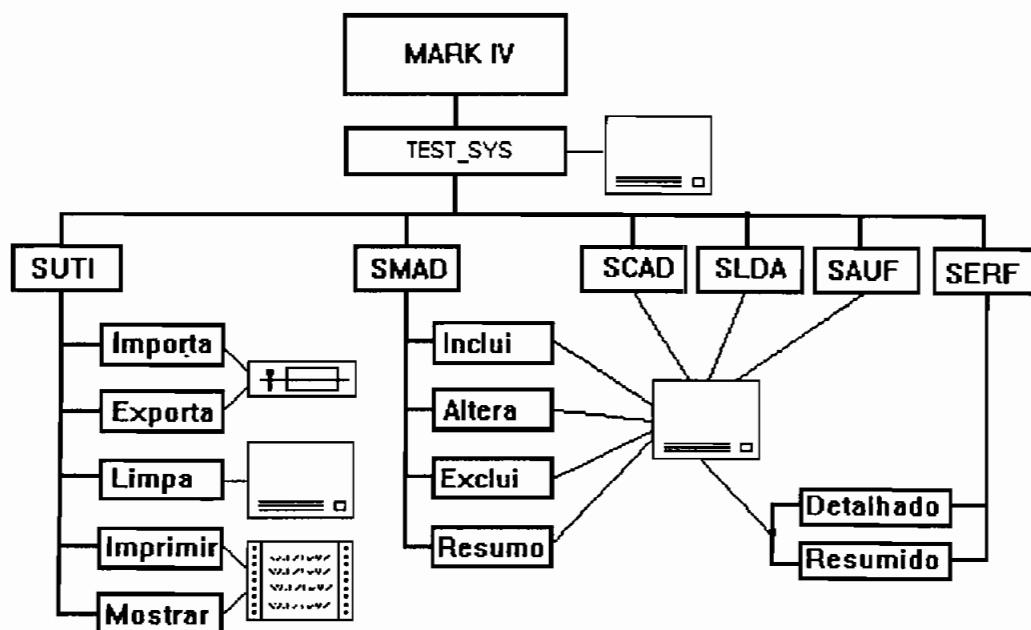 MARK IV
TEST_SYS
SUTI
SMAD
SCAD
SLDA
SAUF
SERF
Importa
Exporta
Limpa
Imprimir
Mostrar
Inclui
Altera
Exclui
Resumo
Detalhado
Resumido